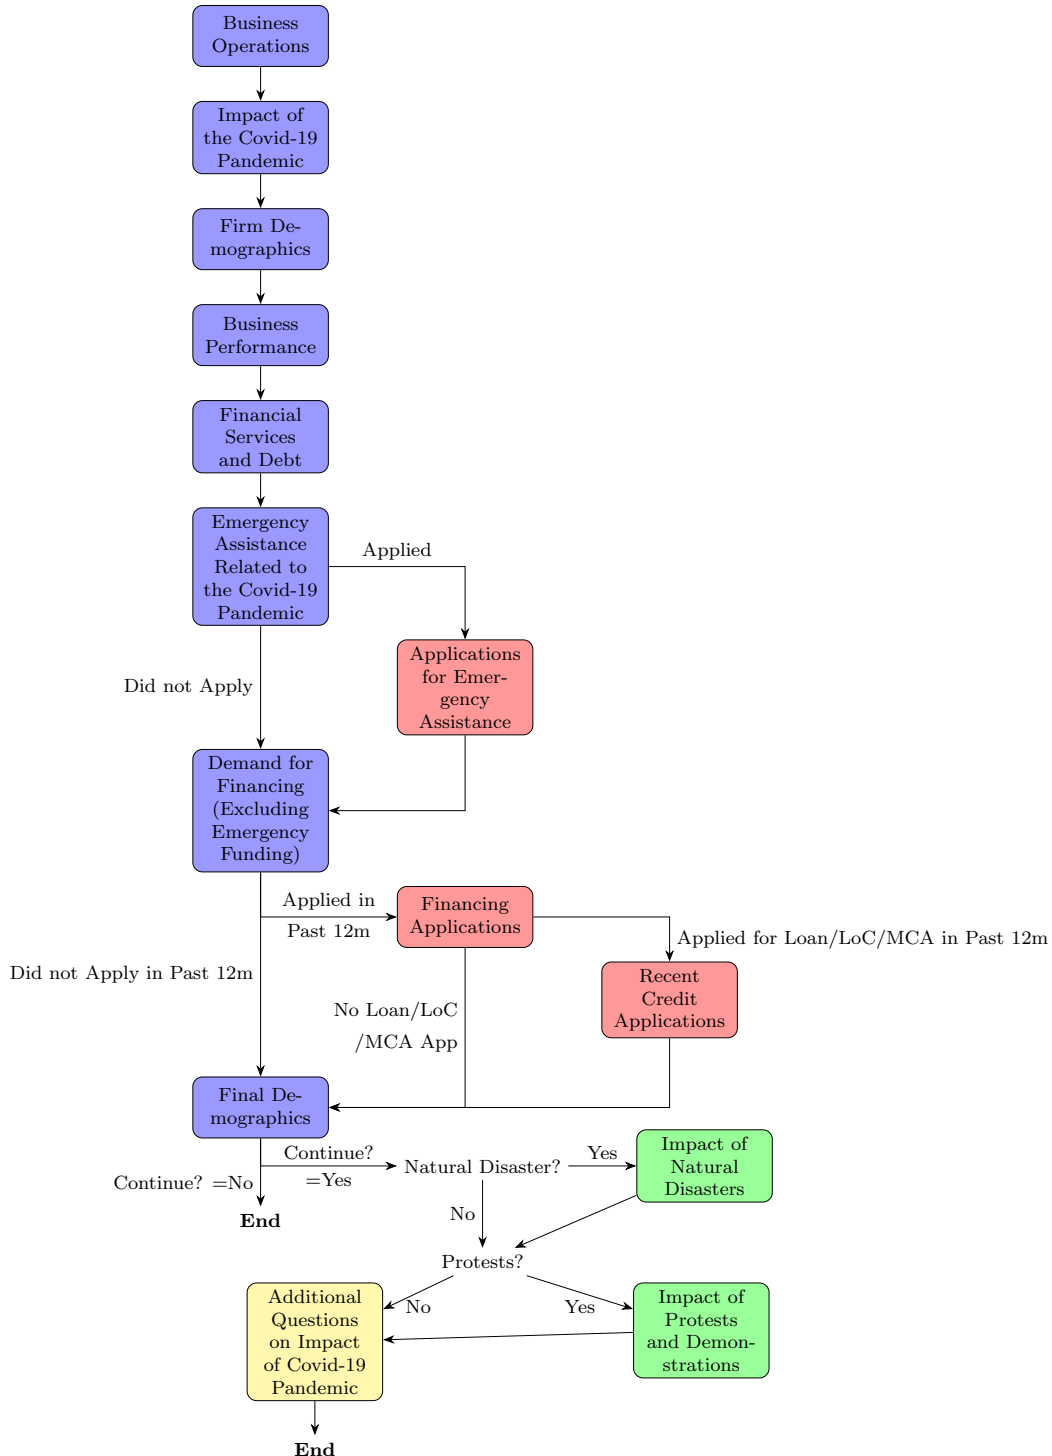 Business
Operations
Impact of
the Covid-19
Pandemic
Firm De-
mographics
Business
Performance
Financial
Services
and Debt
Emergency
Assistance
Related to
the Covid-19
Pandemic
Applied
Applications
for Emer-
gency
Assistance
Did not Apply
Demand for
Financing
(Excluding
Emergency
Funding)
Applied in
Past 12m
Financing
Applications
Applied for Loan/LoC/MCA in Past 12m
Did not Apply in Past 12m
Recent
Credit
Applications
No Loan/LoC
/MCA App
Final De-
mographics
Continue?
=Yes
Continue? =No
End
Natural Disaster?
Yes
Impact of
Natural
Disasters
No
Protests?
No
Yes
Additional
Questions
on Impact
of Covid-19
Pandemic
Impact of
Protests
and Demon-
strations
End